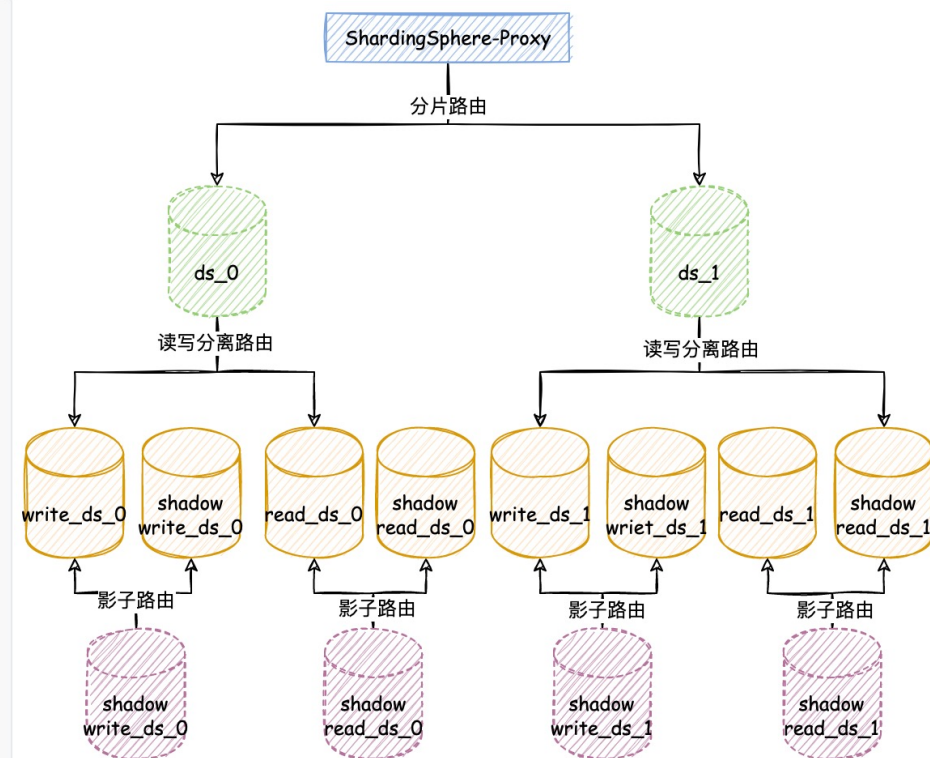 ShardingSphere-Proxy
分片路由
ds_0
ds_1
读写分离路由
读写分离路由
write_ds_0
shadow
write_ds_0
read_ds_0
shadow
read_ds_0
write_ds_1
shadow
wriet_ds_1
read_ds_1
shadow
read_ds_1
影子路由
影子路由
影子路由
影子路由
shadow
write_ds_0
shadow
read_ds_0
shadow
write_ds_1
shadow
read_ds_1